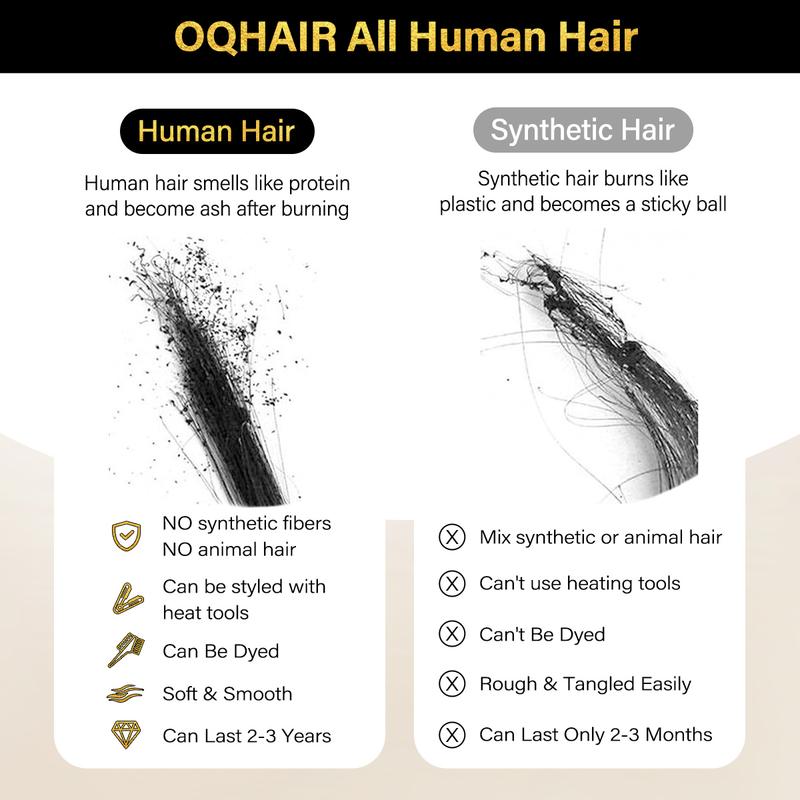 OQHAIR All Human Hair
Human Hair
Human hair smells like protein
and become ash after burning
NO synthetic fibers
NO animal hair
Can be styled with
heat tools
Can Be Dyed
Soft & Smooth
Can Last 2-3 Years
Synthetic Hair
Synthetic hair burns like
plastic and becomes a sticky ball
Mix synthetic or animal hair
Can't use heating tools
Can't Be Dyed
Rough & Tangled Easily
Can Last Only 2-3 Months